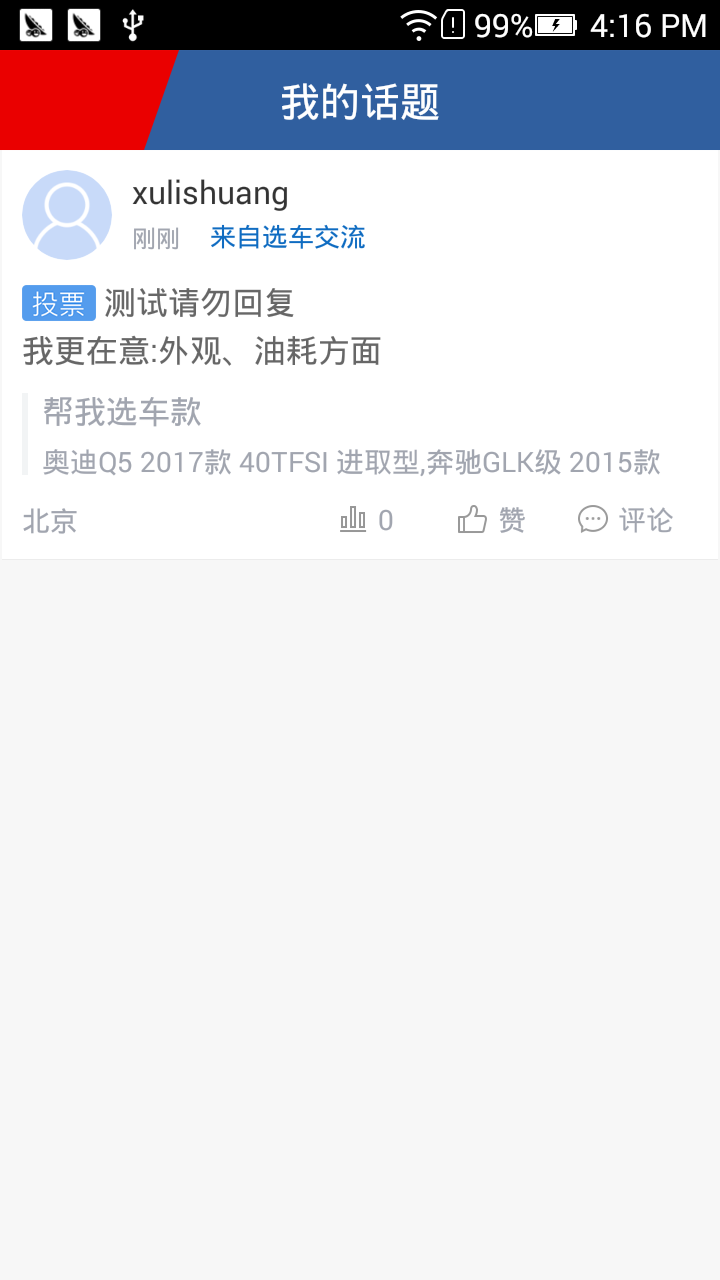 99% 4:16 PM
我的话题
xulishuang
刚刚 来自选车交流
投票 测试请勿回复
我更在意:外观、油耗方面
帮我选车款
奥迪Q5 2017款 40TFSI 进取型,奔驰GLK级 2015款
北京 0 赞 评论